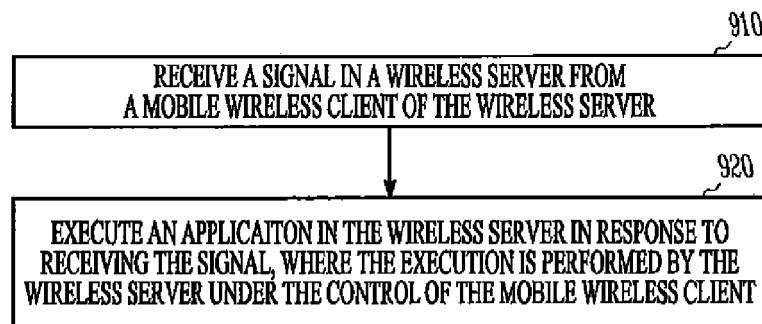 910
RECEIVE A SIGNAL IN A WIRELESS SERVER FROM
A MOBILE WIRELESS CLIENT OF THE WIRELESS SERVER
920
EXECUTE AN APPLICAITON IN THE WIRELESS SERVER IN RESPONSE TO
RECEIVING THE SIGNAL, WHERE THE EXECUTION IS PERFORMED BY THE
WIRELESS SERVER UNDER THE CONTROL OF THE MOBILE WIRELESS CLIENT